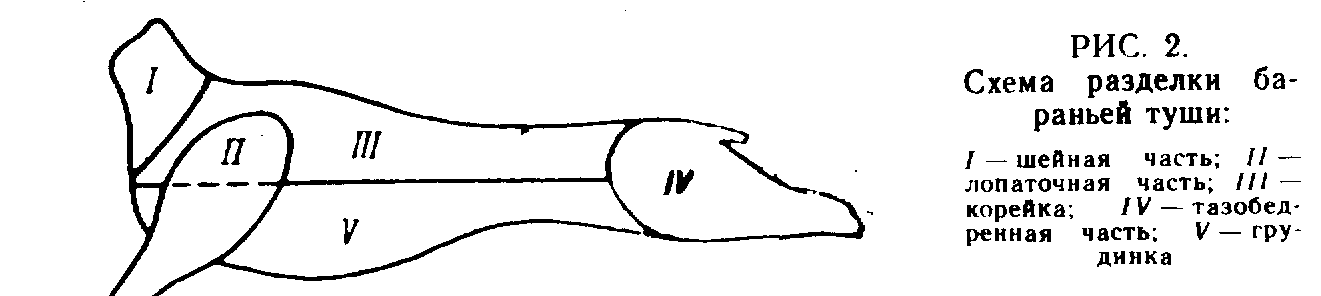 I
II
III
IV
V
РИС. 2.
Схема разделки ба-
раньей туши:
I — шейная часть; II —
лопаточная часть; III —
корейка; IV — тазобед-
ренная часть; V — гру-
динка